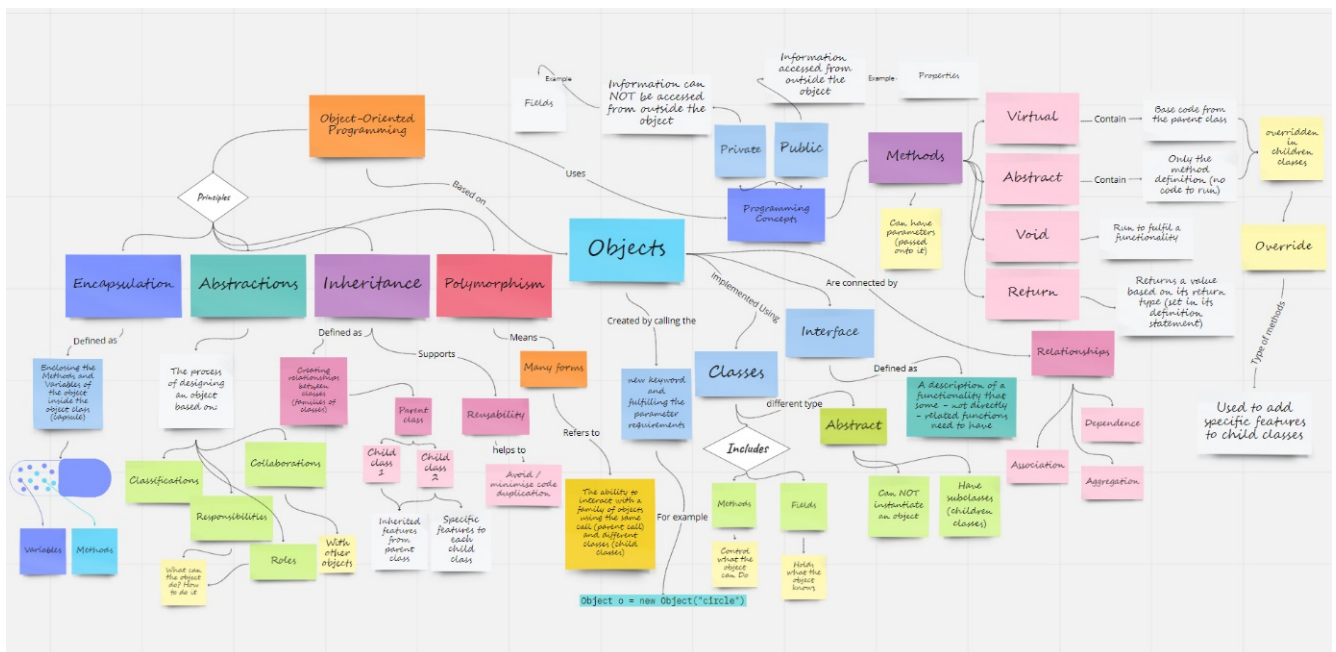 Information
accessed from
outside the
object
Example
Properties
Example
Fields
Information can
NOT be accessed
from outside the
object
Object-Oriented
Programming
Private
Public
Methods
Virtual
Contain
Base code from
the parent class
overridden
in
children
classes
Abstract
Contain
Only the
method
definition (no
code to run)
Uses
Based on
Principles
Programming
Concepts
Can have
parameters
(passed
onto it)
Void
Run to fulfil a
functionality
Override
Objects
Return
Returns a value
based on its return
type (set in its
definition
statement)
Encapsulation
Abstractions
Inheritance
Polymorphism
Implemented Using
Are connected by
Type of methods
Created by calling the
Interface
Relationships
Defined as
Defined as
Means
Supports
Defined as
Enclosing the
Methods and
Variables of
the object
inside the
object class
(capsule)
The process
of designing
an object
based on:
Creating
relationships
between
classes
(families of
classes)
Many forms
new keyword
and
fulfilling the
parameter
requirements
Classes
different type
A description of a
functionality that
some - not directly
- related functions
need to have
Used to add
specific features
to child classes
Parent
class
Reusability
Abstract
Dependence
Refers to
helps to
Includes
Child
class
1
Child
class
2
Collaborations
Classifications
Avoid /
minimise code
duplication
Association
Aggregation
The ability to
interact with a
family of objects
using the same
call (parent call)
and different
classes (child
classes)
Methods
Fields
Can NOT
instantiate
an object
Have
subclasses
(children
classes)
Responsibilities
Inherited
features
from
parent
class
Specific
features to
each
child
class
For example
Variables
Methods
Roles
With
other
objects
What can
the object
do? How
to do it
Control
what the
object
can Do
Holds
what the
object
knows
Object o = new Object("circle")